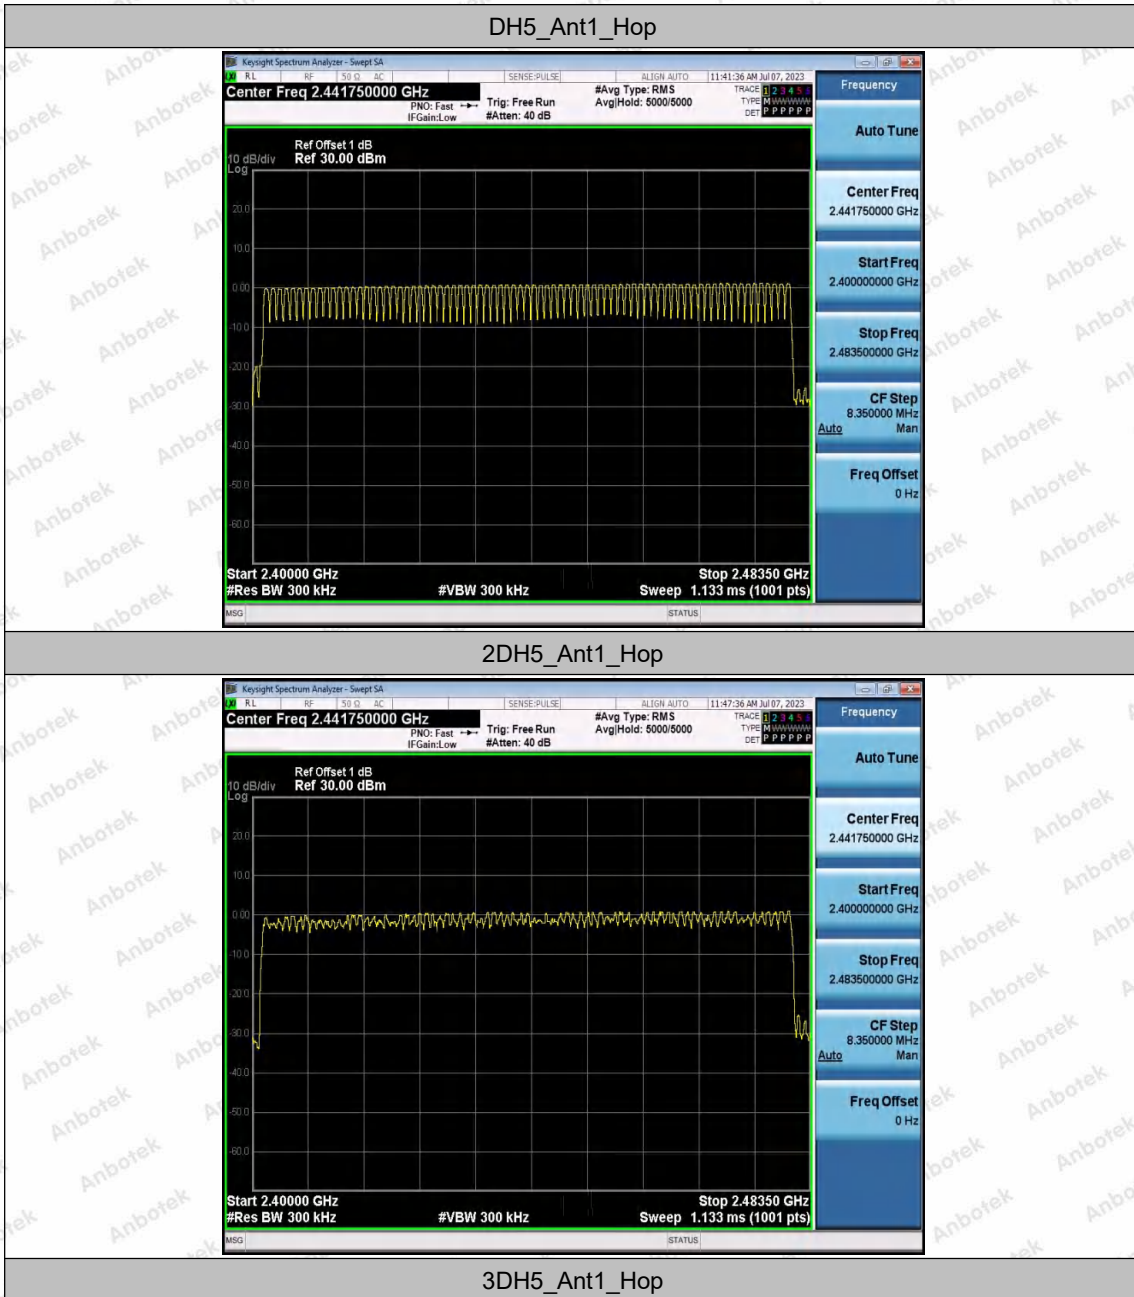 DH5_Ant1_Hop
Keysight Spectrum Analyzer - Swept SA
RL RF 50 Ω AC SENSE:PULSE ALIGN AUTO 11:41:36 AM Jul 07, 2023
Center Freq 2.441750000 GHz
#Avg Type: RMS
TRACE 1 2 3 4 5 6
PNO: Fast
Trig: Free Run
Avg|Hold: 5000/5000
TYPE M WWWWW
IFGain:Low
#Atten: 40 dB
DET P P P P P P
Ref Offset 1 dB
10 dB/div Ref 30.00 dBm
Log
20.0
10.0
0.00
-10.0
-20.0
-30.0
-40.0
-50.0
-60.0
Start 2.40000 GHz Stop 2.48350 GHz
#Res BW 300 kHz #VBW 300 kHz Sweep 1.133 ms (1001 pts)
MSG STATUS
Frequency
Auto Tune
Center Freq
2.441750000 GHz
Start Freq
2.400000000 GHz
Stop Freq
2.483500000 GHz
CF Step
8.350000 MHz
Auto Man
Freq Offset
0 Hz
2DH5_Ant1_Hop
Keysight Spectrum Analyzer - Swept SA
RL RF 50 Ω AC SENSE:PULSE ALIGN AUTO 11:47:36 AM Jul 07, 2023
Center Freq 2.441750000 GHz
#Avg Type: RMS
TRACE 1 2 3 4 5 6
PNO: Fast
Trig: Free Run
Avg|Hold: 5000/5000
TYPE M WWWWW
IFGain:Low
#Atten: 40 dB
DET P P P P P P
Ref Offset 1 dB
10 dB/div Ref 30.00 dBm
Log
20.0
10.0
0.00
-10.0
-20.0
-30.0
-40.0
-50.0
-60.0
Start 2.40000 GHz Stop 2.48350 GHz
#Res BW 300 kHz #VBW 300 kHz Sweep 1.133 ms (1001 pts)
MSG STATUS
Frequency
Auto Tune
Center Freq
2.441750000 GHz
Start Freq
2.400000000 GHz
Stop Freq
2.483500000 GHz
CF Step
8.350000 MHz
Auto Man
Freq Offset
0 Hz
3DH5_Ant1_Hop
Anbotek